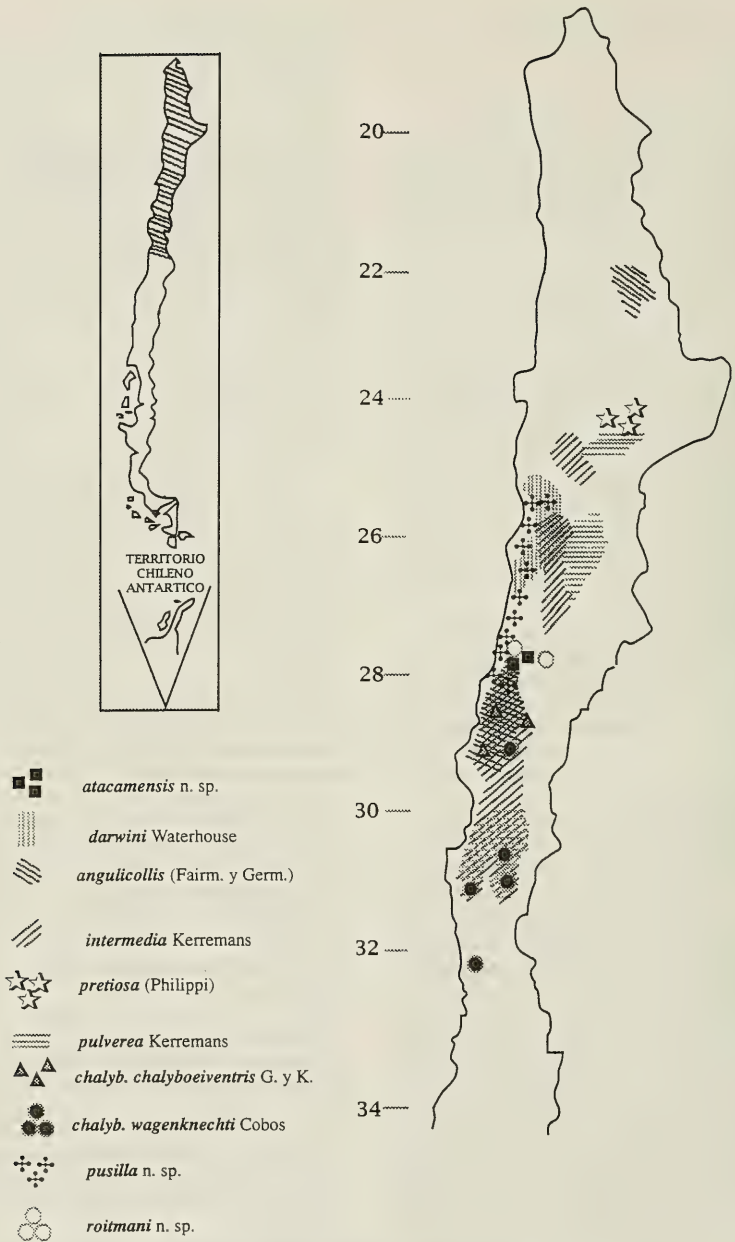 TERRITORIO
CHILENO
ANTARTICO
20
22
24
26
28
30
32
34
atacamensis n. sp.
darwini Waterhouse
angulicollis (Fairm. y Germ.)
intermedia Kerremans
pretiosa (Philippi)
pulverea Kerremans
chalyb. chalyboeiventris G. y K.
chalyb. wagenknechti Cobos
pusilla n. sp.
roitmani n. sp.